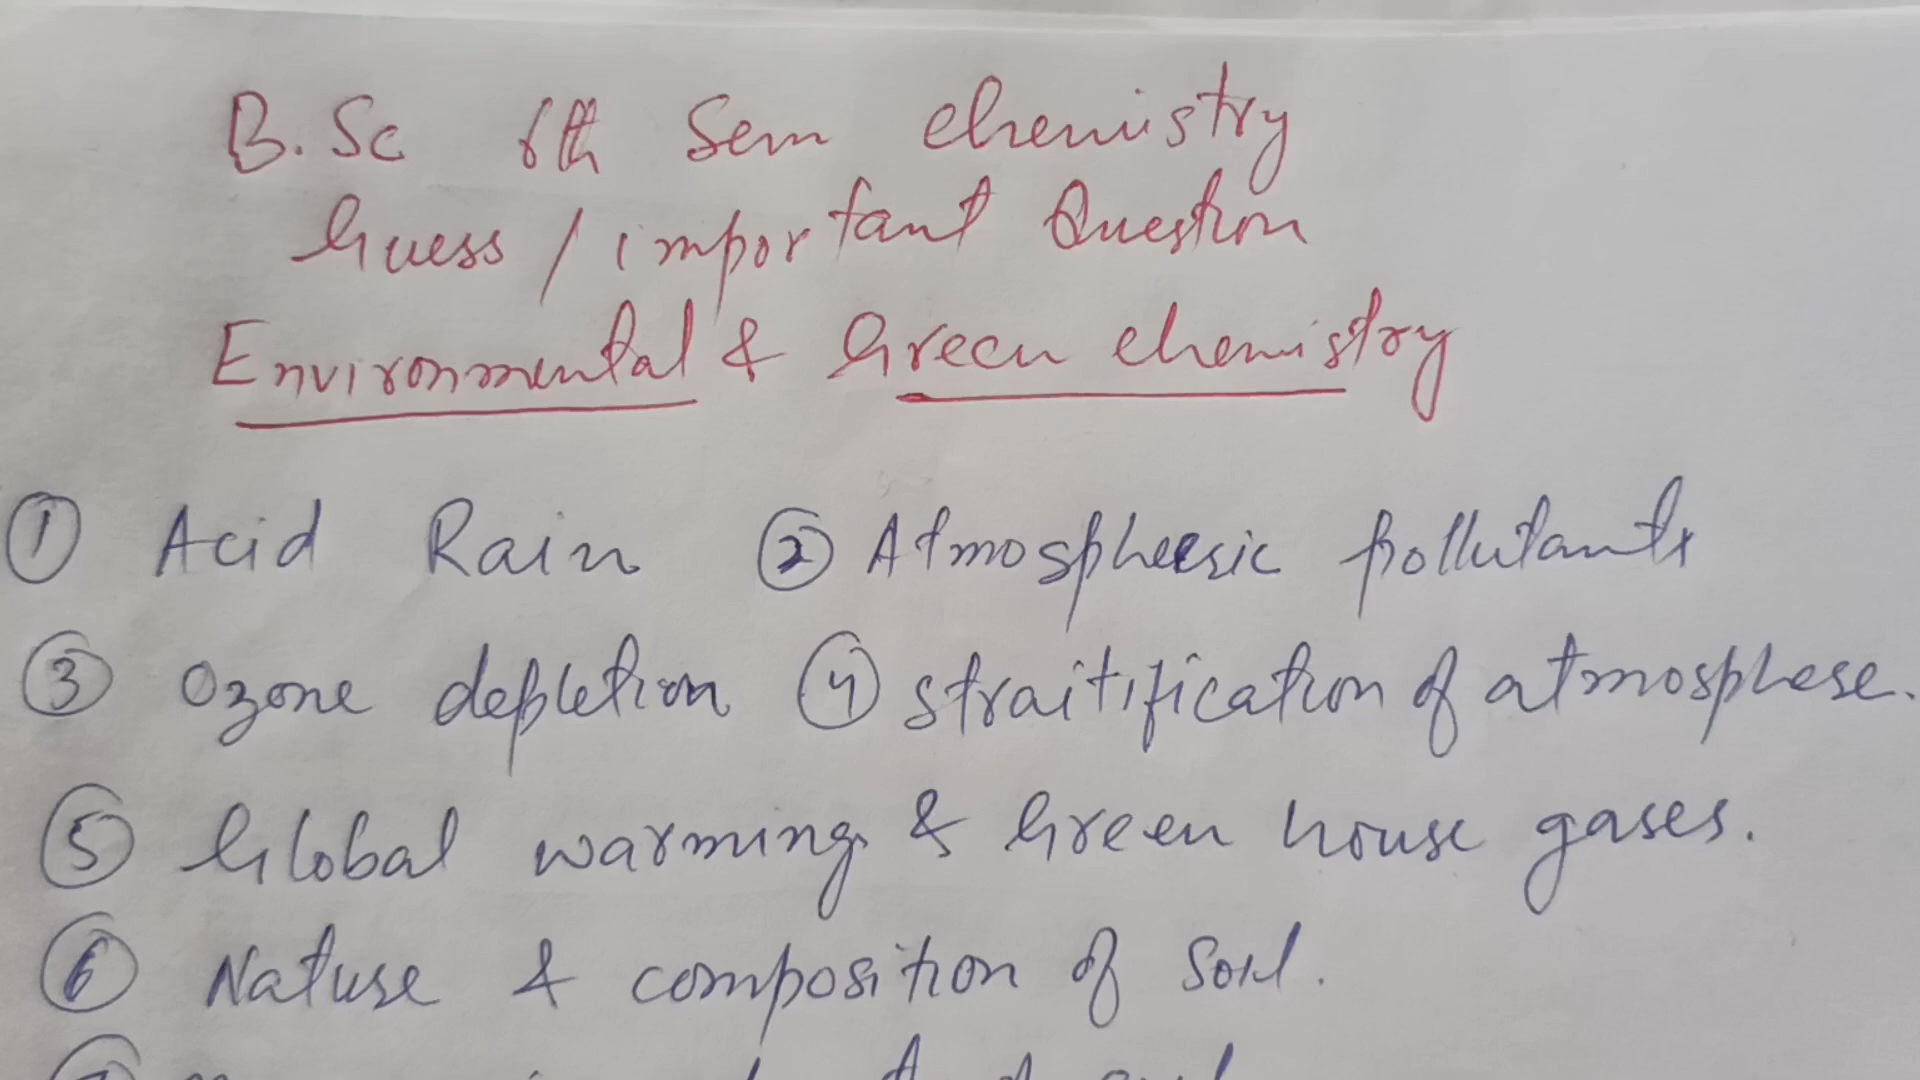 B.Sc 6th Sem chemistry
Guess / important Question
Environmental & Green chemistry
① Acid Rain ② Atmospheric pollutants
③ Ozone depletion ④ straitification of atmosphere.
⑤ Global warming & Green house gases.
⑥ Nature & composition of Soil.